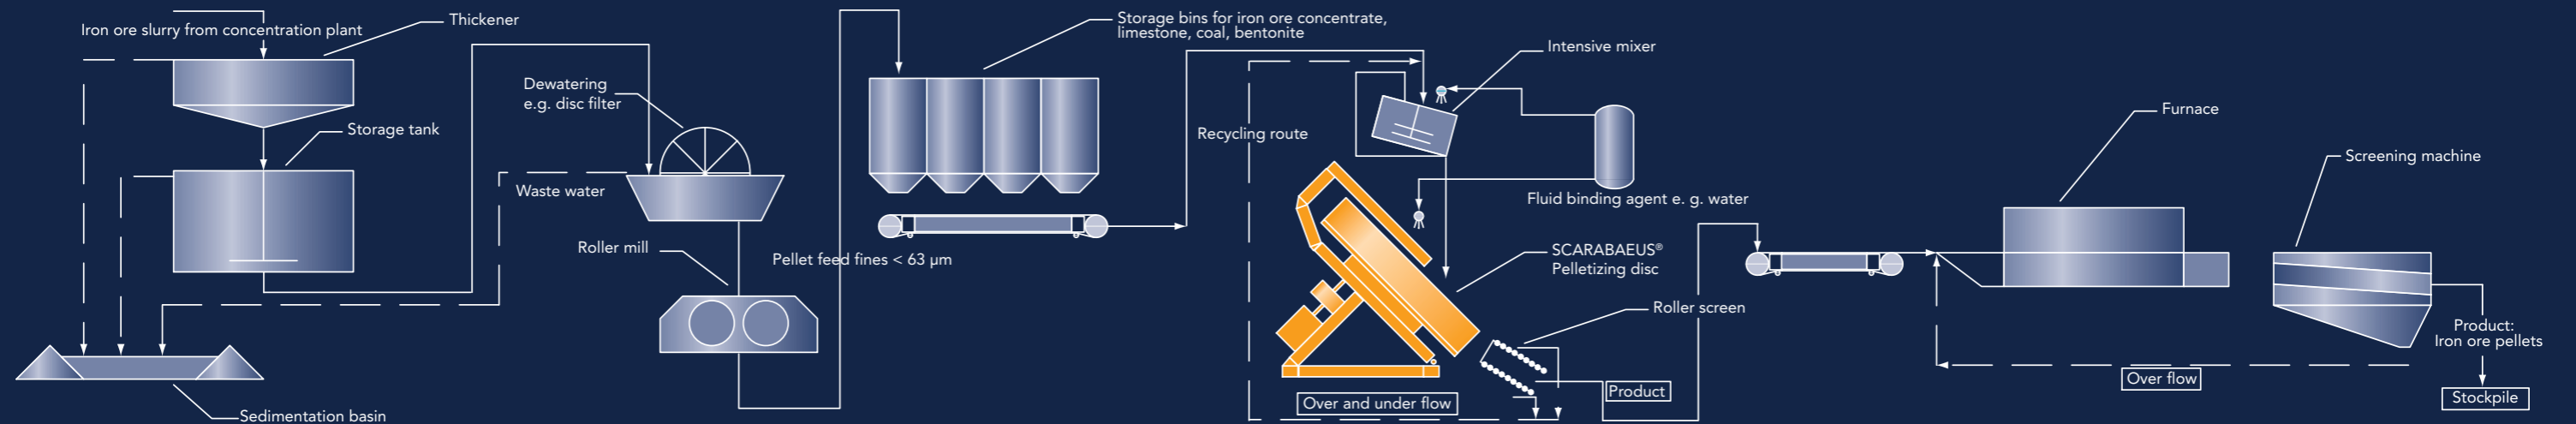 Iron ore slurry from concentration plant
Thickener
Storage tank
Sedimentation basin
Dewatering
e.g. disc filter
Waste water
Roller mill
Pellet feed fines < 63 µm
Storage bins for iron ore concentrate,
limestone, coal, bentonite
Recycling route
Intensive mixer
Fluid binding agent e. g. water
SCARABAEUS®
Pelletizing disc
Roller screen
Product
Over and under flow
Furnace
Screening machine
Over flow
Product:
Iron ore pellets
Stockpile